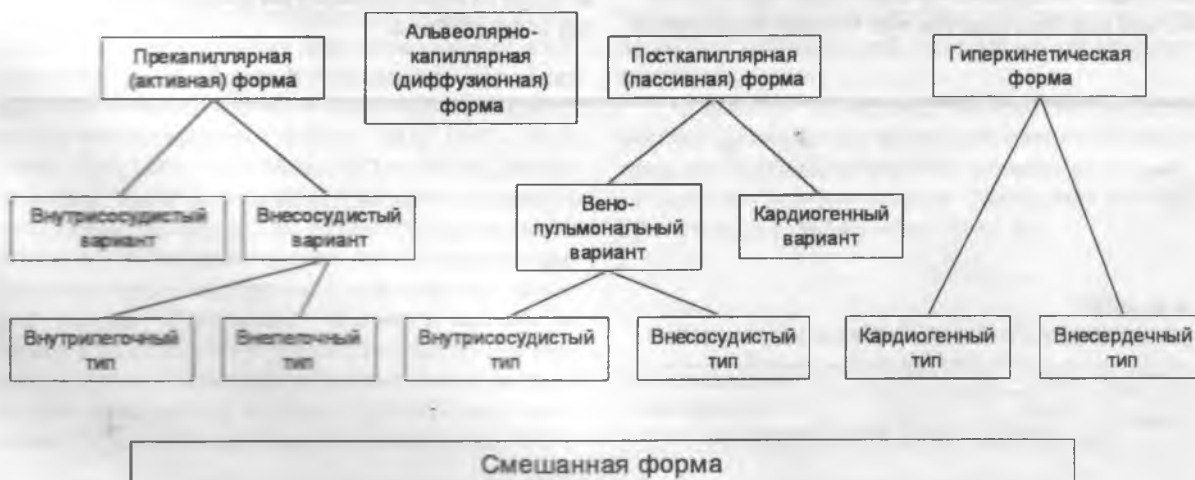 Прекапиллярная
(активная) форма
Альвеолярно-
капиллярная
(диффузионная)
форма
Посткапиллярная
(пассивная) форма
Гиперкинетическая
форма
Внутрисосудистый
вариант
Внесосудистый
вариант
Вено-
пульмональный
вариант
Кардиогенный
вариант
Внутрилегочный
тип
Внелегочный
тип
Внутрисосудистый
тип
Внесосудистый
тип
Кардиогенный
тип
Внесердечный
тип
Смешанная форма